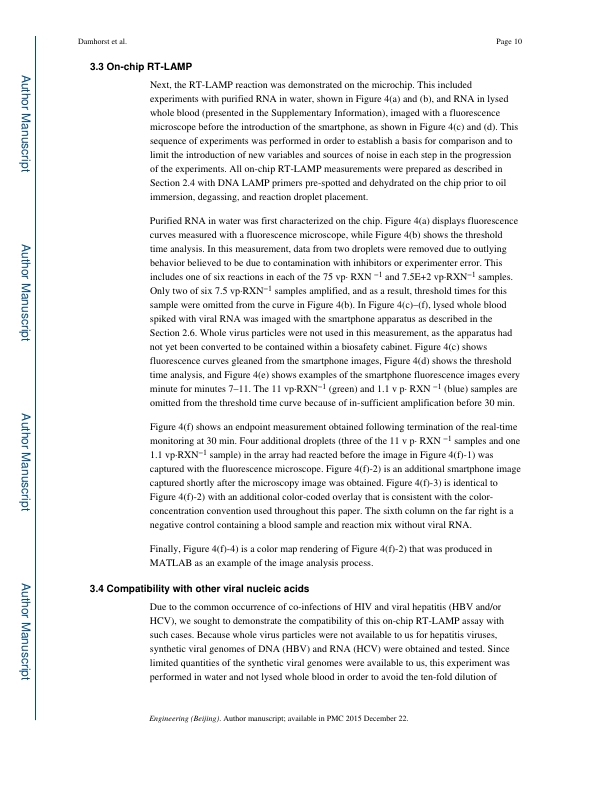 Damhorst et al.
Page 10
Author Manuscript
Author Manuscript
Author Manuscript
Author Manuscript
3.3 On-chip RT-LAMP
Next, the RT-LAMP reaction was demonstrated on the microchip. This included
experiments with purified RNA in water, shown in Figure 4(a) and (b), and RNA in lysed
whole blood (presented in the Supplementary Information), imaged with a fluorescence
microscope before the introduction of the smartphone, as shown in Figure 4(c) and (d). This
sequence of experiments was performed in order to establish a basis for comparison and to
limit the introduction of new variables and sources of noise in each step in the progression
of the experiments. All on-chip RT-LAMP measurements were prepared as described in
Section 2.4 with DNA LAMP primers pre-spotted and dehydrated on the chip prior to oil
immersion, degassing, and reaction droplet placement.
Purified RNA in water was first characterized on the chip. Figure 4(a) displays fluorescence
curves measured with a fluorescence microscope, while Figure 4(b) shows the threshold
time analysis. In this measurement, data from two droplets were removed due to outlying
behavior believed to be due to contamination with inhibitors or experimenter error. This
includes one of six reactions in each of the 75 vp· RXN −1 and 7.5E+2 vp·RXN−1 samples.
Only two of six 7.5 vp·RXN−1 samples amplified, and as a result, threshold times for this
sample were omitted from the curve in Figure 4(b). In Figure 4(c)–(f), lysed whole blood
spiked with viral RNA was imaged with the smartphone apparatus as described in the
Section 2.6. Whole virus particles were not used in this measurement, as the apparatus had
not yet been converted to be contained within a biosafety cabinet. Figure 4(c) shows
fluorescence curves gleaned from the smartphone images, Figure 4(d) shows the threshold
time analysis, and Figure 4(e) shows examples of the smartphone fluorescence images every
minute for minutes 7–11. The 11 vp·RXN−1 (green) and 1.1 v p· RXN −1 (blue) samples are
omitted from the threshold time curve because of in-sufficient amplification before 30 min.
Figure 4(f) shows an endpoint measurement obtained following termination of the real-time
monitoring at 30 min. Four additional droplets (three of the 11 v p· RXN −1 samples and one
1.1 vp·RXN−1 sample) in the array had reacted before the image in Figure 4(f)-1) was
captured with the fluorescence microscope. Figure 4(f)-2) is an additional smartphone image
captured shortly after the microscopy image was obtained. Figure 4(f)-3) is identical to
Figure 4(f)-2) with an additional color-coded overlay that is consistent with the color-
concentration convention used throughout this paper. The sixth column on the far right is a
negative control containing a blood sample and reaction mix without viral RNA.
Finally, Figure 4(f)-4) is a color map rendering of Figure 4(f)-2) that was produced in
MATLAB as an example of the image analysis process.
3.4 Compatibility with other viral nucleic acids
Due to the common occurrence of co-infections of HIV and viral hepatitis (HBV and/or
HCV), we sought to demonstrate the compatibility of this on-chip RT-LAMP assay with
such cases. Because whole virus particles were not available to us for hepatitis viruses,
synthetic viral genomes of DNA (HBV) and RNA (HCV) were obtained and tested. Since
limited quantities of the synthetic viral genomes were available to us, this experiment was
performed in water and not lysed whole blood in order to avoid the ten-fold dilution of
Engineering (Beijing). Author manuscript; available in PMC 2015 December 22.